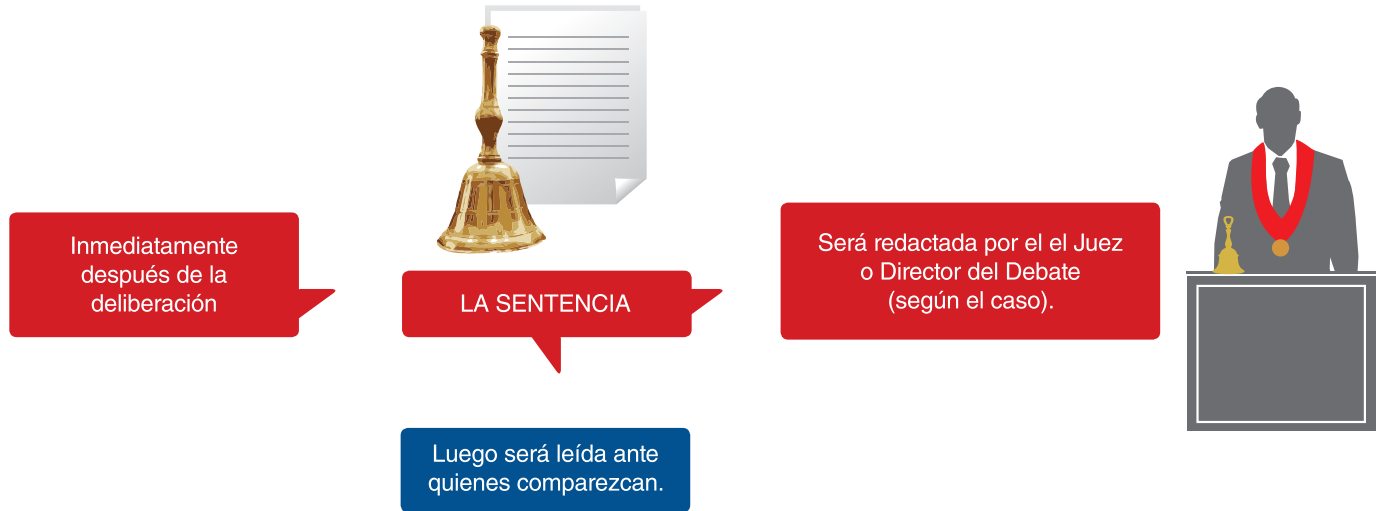 Inmediatamente
después de la
deliberación
LA SENTENCIA
Será redactada por el el Juez
o Director del Debate
(según el caso).
Luego será leída ante
quienes comparezcan.